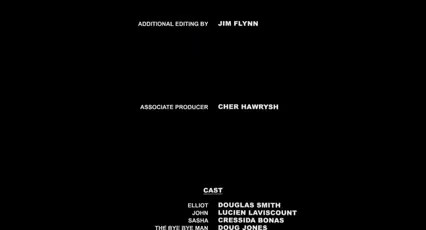 ADDITIONAL EDITING BY JIM FLYNN
ASSOCIATE PRODUCER CHER HAWRYSH
CAST
ELLIOT DOUGLAS SMITH
JOHN LUCIEN LAVISCOUNT
SASHA CRESSIDA BONAS
THE BYE BYE MAN DOUG JONES